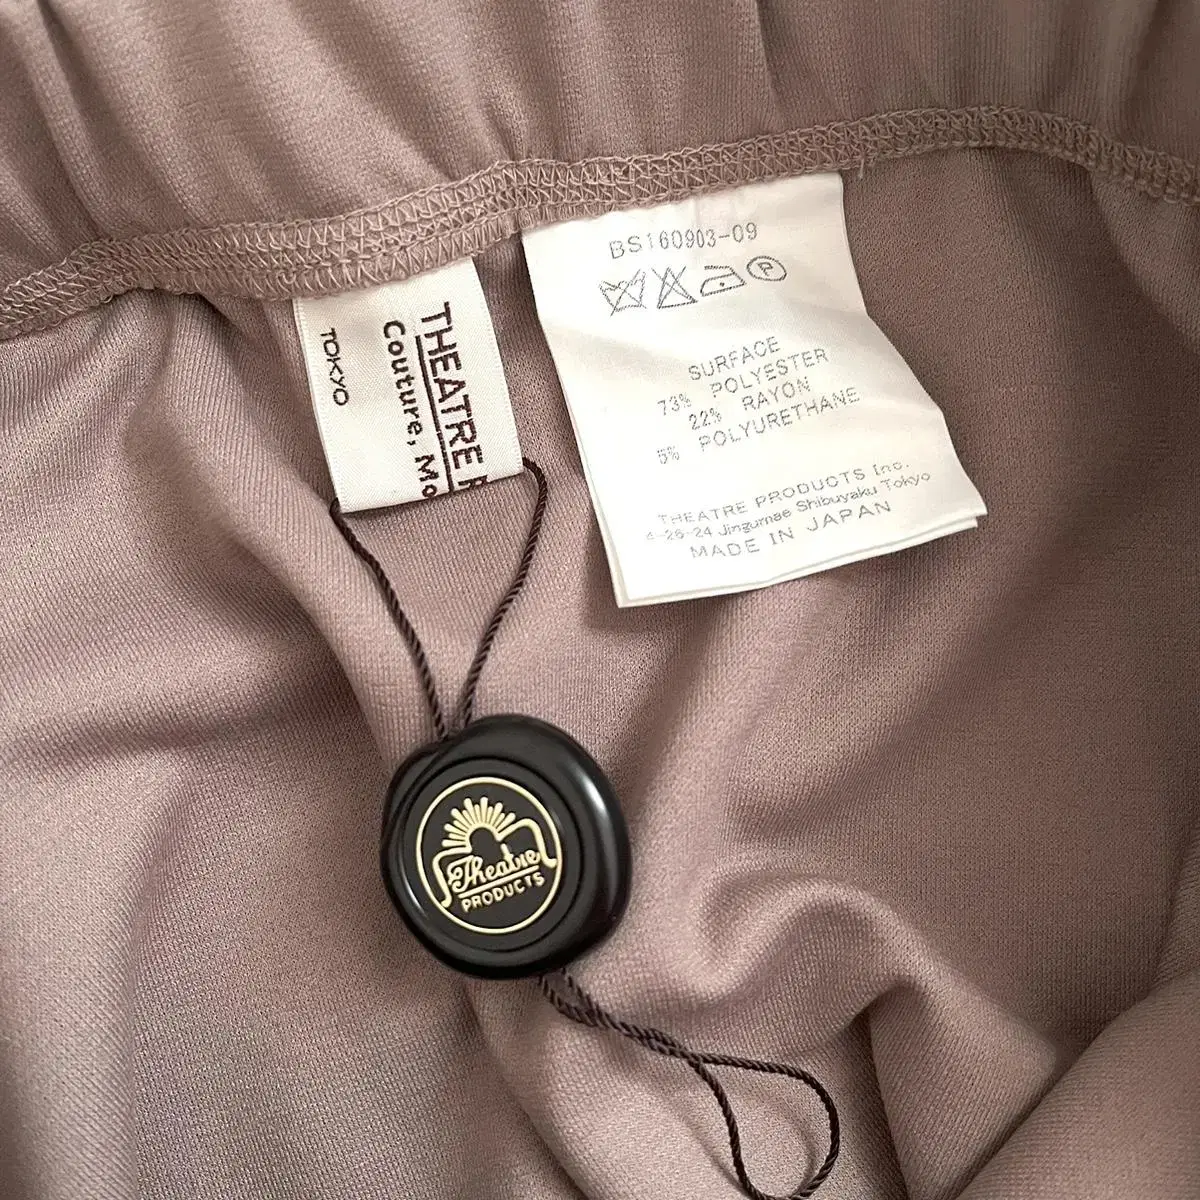 BS160903-09
P
SURFACE
73% POLYESTER
22% RAYON
5% POLYURETHANE
THEATRE PRODUCTS Inc.
4-26-24 Jingumae Shibuyaku Tokyo
MADE IN JAPAN
THEATRE
Couture,
TOKYO
Theatre
PRODUCTS